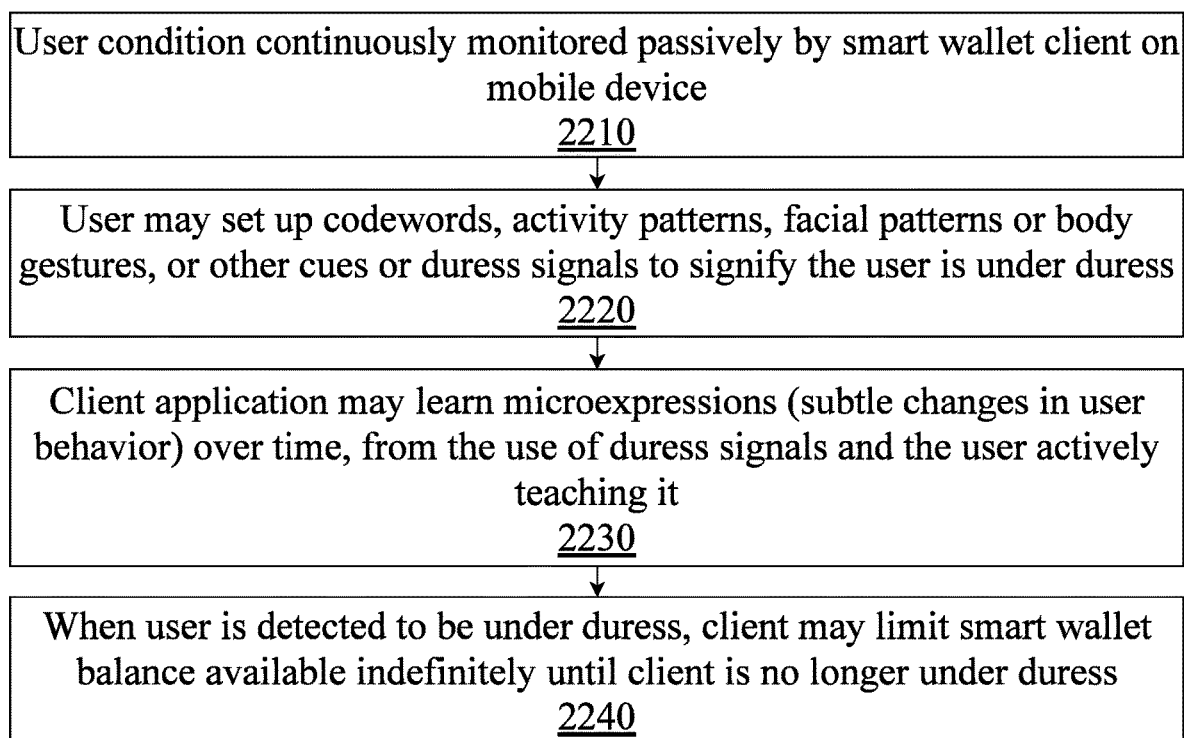 User condition continuously monitored passively by smart wallet client on
mobile device
2210
User may set up codewords, activity patterns, facial patterns or body
gestures, or other cues or duress signals to signify the user is under duress
2220
Client application may learn microexpressions (subtle changes in user
behavior) over time, from the use of duress signals and the user actively
teaching it
2230
When user is detected to be under duress, client may limit smart wallet
balance available indefinitely until client is no longer under duress
2240